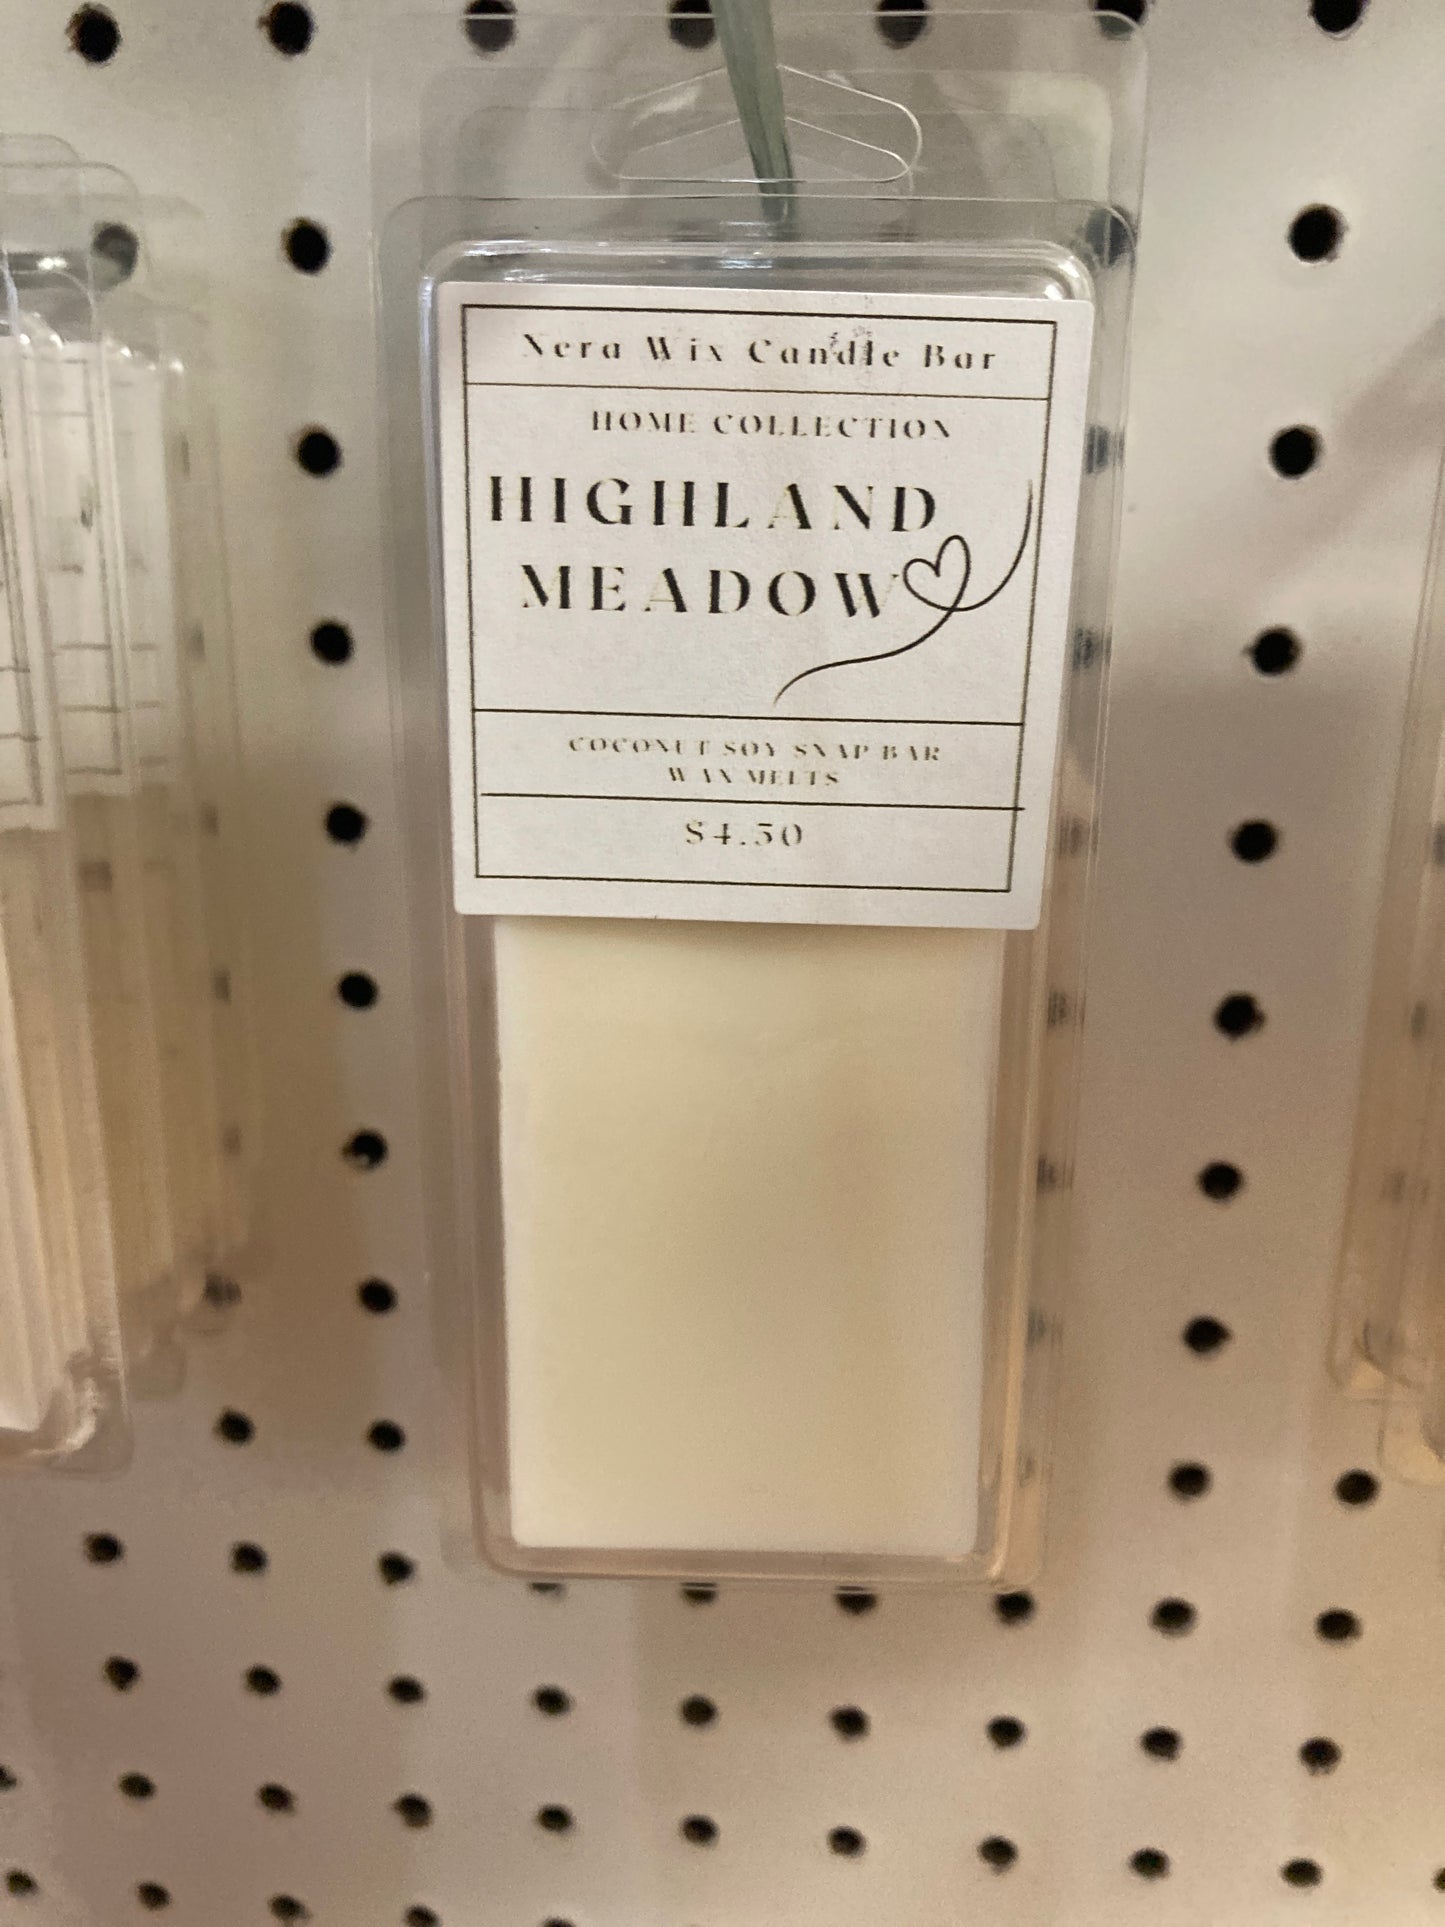 Nera Wix Candle Bar
HOME COLLECTION
HIGHLAND
MEADOW
COCONUT SOY SNAP BAR
WAX MELTS
$4.50